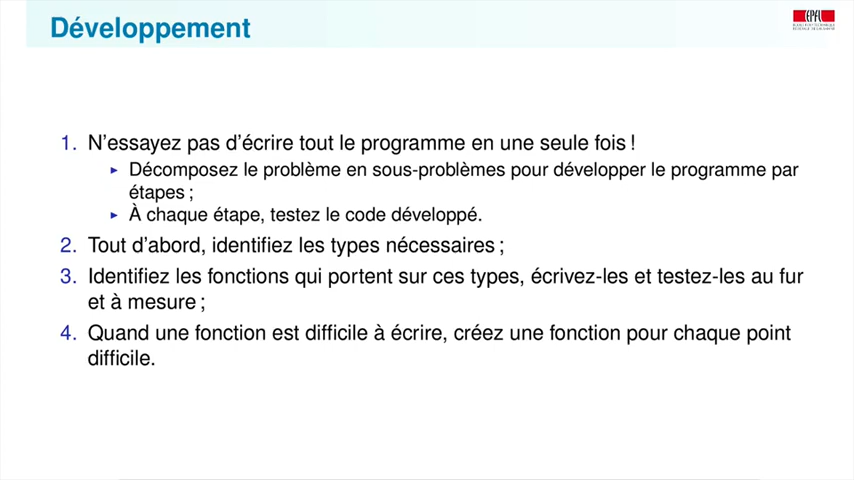 Développement
EPFL
1. N'essayez pas d'écrire tout le programme en une seule fois !
▸ Décomposez le problème en sous-problèmes pour développer le programme par
étapes ;
▸ À chaque étape, testez le code développé.
2. Tout d'abord, identifiez les types nécessaires ;
3. Identifiez les fonctions qui portent sur ces types, écrivez-les et testez-les au fur
et à mesure ;
4. Quand une fonction est difficile à écrire, créez une fonction pour chaque point
difficile.